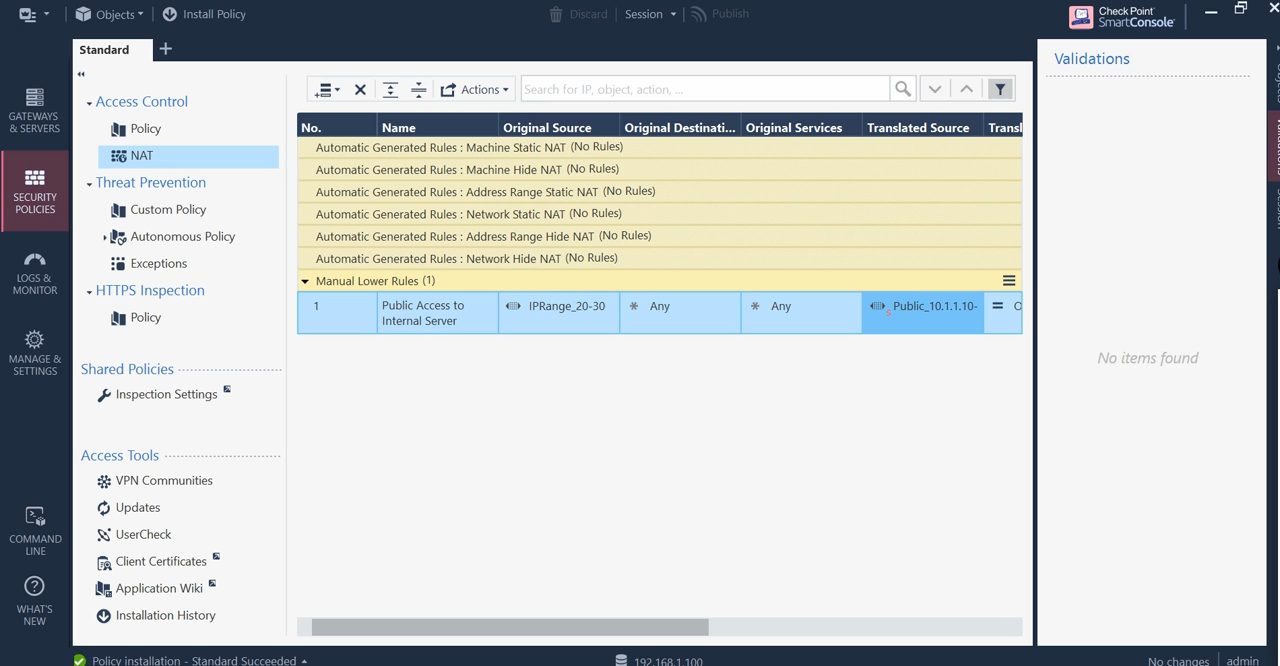 Objects
Install Policy
Discard
Session
Publish
Check Point
SmartConsole
Standard
GATEWAYS
& SERVERS
SECURITY
POLICIES
LOGS &
MONITOR
MANAGE &
SETTINGS
COMMAND
LINE
WHAT'S
NEW
Access Control
Policy
NAT
Threat Prevention
Custom Policy
Autonomous Policy
Exceptions
HTTPS Inspection
Policy
Shared Policies
Inspection Settings
Access Tools
VPN Communities
Updates
UserCheck
Client Certificates
Application Wiki
Installation History
Actions
Search for IP, object, action, ...
No. Name Original Source Original Destinati... Original Services Translated Source Transl
Automatic Generated Rules : Machine Static NAT (No Rules)
Automatic Generated Rules : Machine Hide NAT (No Rules)
Automatic Generated Rules : Address Range Static NAT (No Rules)
Automatic Generated Rules : Network Static NAT (No Rules)
Automatic Generated Rules : Address Range Hide NAT (No Rules)
Automatic Generated Rules : Network Hide NAT (No Rules)
Manual Lower Rules (1)
1 Public Access to IPRange_20-30 * Any * Any S Public_10.1.1.10- = O
Internal Server
Validations
No items found
Policy installation - Standard Succeeded
192.168.1.100
No changes
admin